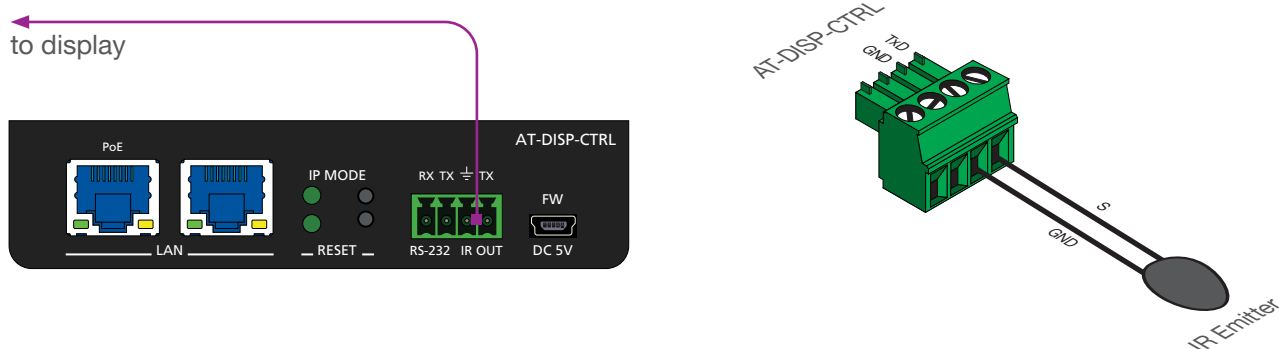 to display
AT-DISP-CTRL
PoE
IP MODE
RX TX TX
FW
LAN
RESET
RS-232 IR OUT
DC 5V
AT-DISP-CTRL
TxD
GND
S
GND
IR Emitter